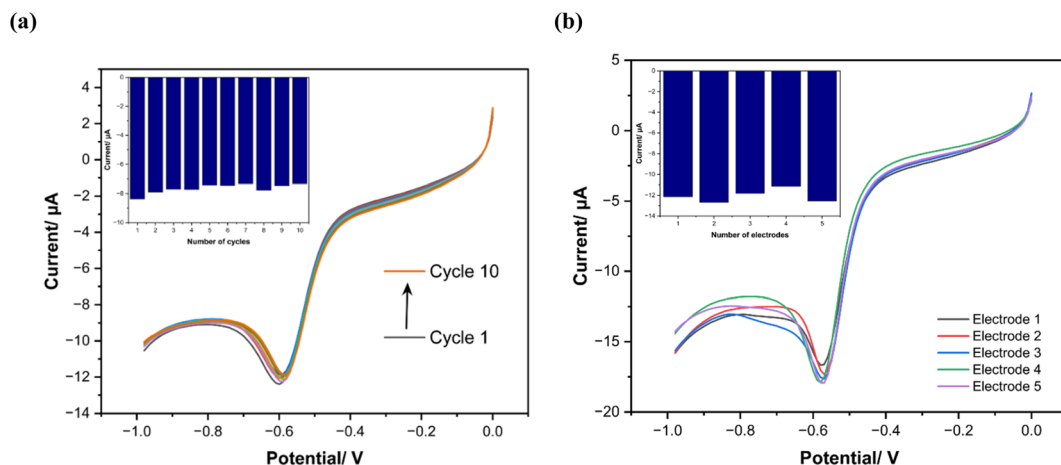 (a)
(b)
4
2
0
−2
−4
−6
−8
−10
−12
−14
Current/ µA
−1.0
−0.8
−0.6
−0.4
−0.2
0.0
Potential/ V
0
−2
−4
−6
−8
−10
Current/ µA
1 2 3 4 5 6 7 8 9 10
Number of cycles
Cycle 10
Cycle 1
5
0
−5
−10
−15
−20
Current/ µA
−1.0
−0.8
−0.6
−0.4
−0.2
0.0
Potential/ V
0
−2
−4
−6
−8
−10
−12
−14
Current/ µA
1 2 3 4 5
Number of electrodes
Electrode 1
Electrode 2
Electrode 3
Electrode 4
Electrode 5